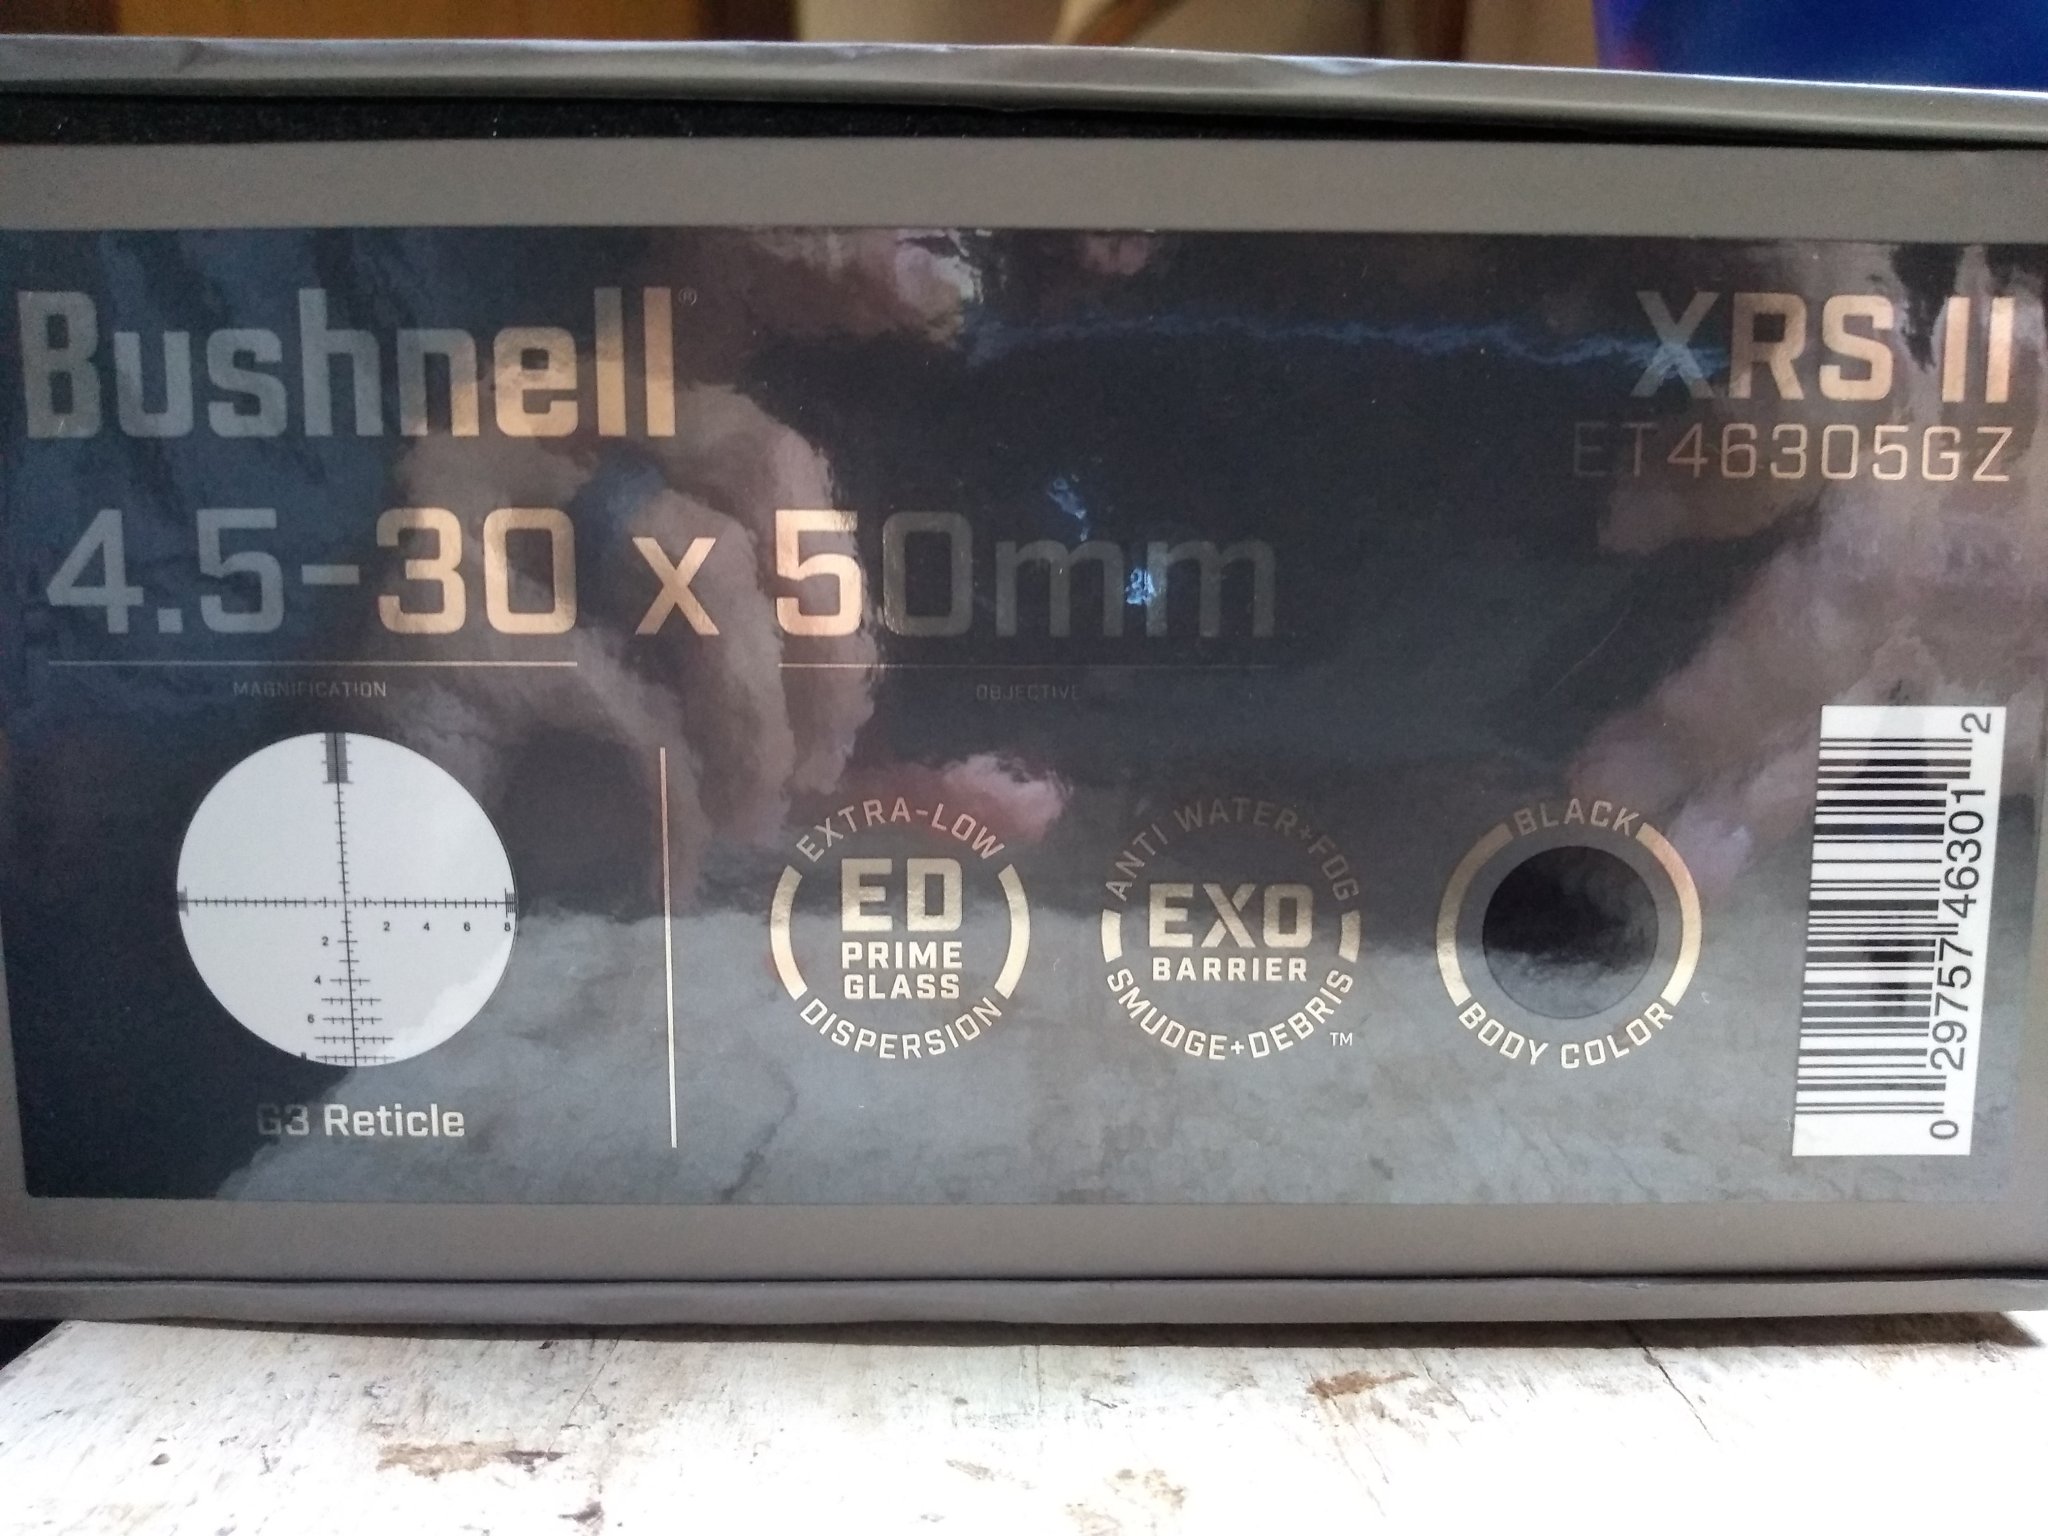 Bushnell®
XRS II
ET46305GZ
4.5-30 x 50mm
MAGNIFICATION
OBJECTIVE
2 4 6 8
2
4
6
8
G3 Reticle
EXTRA-LOW
ED
PRIME
GLASS
DISPERSION
ANTI WATER+FOG
EXO
BARRIER
SMUDGE+DEBRIS
™
BLACK
BODY COLOR
0 29757 46301 2